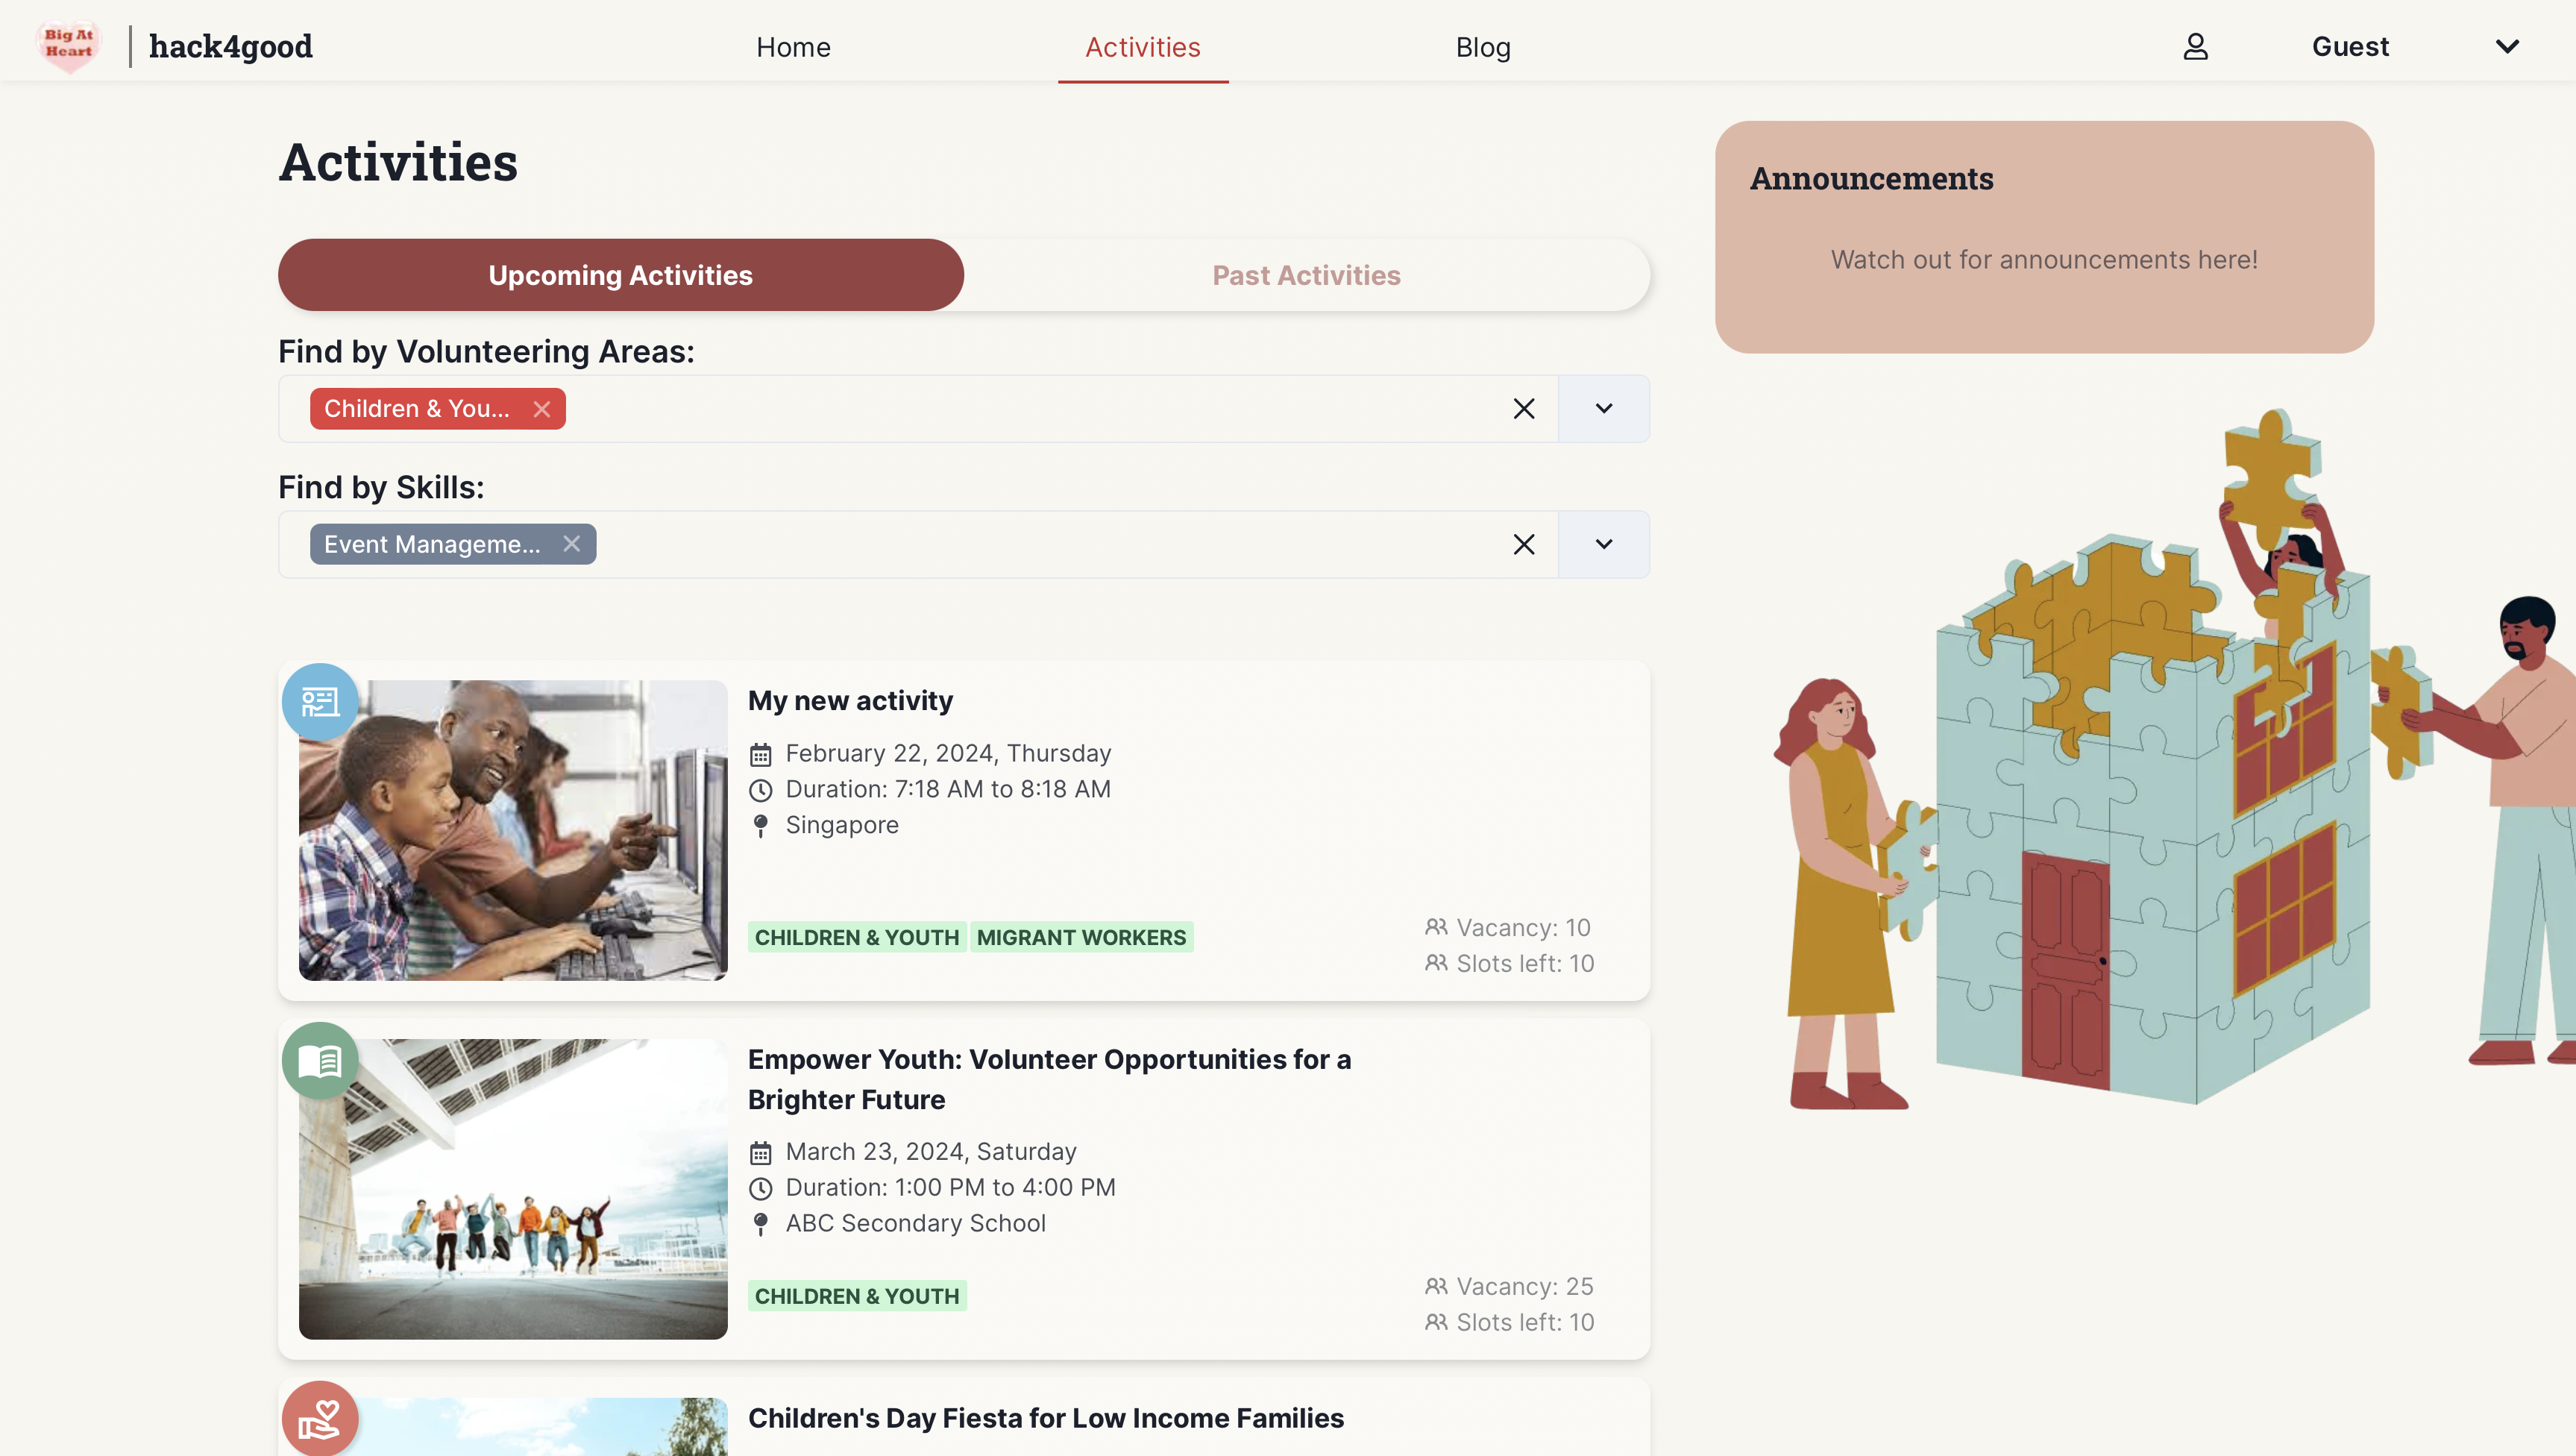 Big At
Heart
hack4good
Home
Activities
Blog
Guest
Activities
Upcoming Activities
Past Activities
Find by Volunteering Areas:
Children & You...
Find by Skills:
Event Manageme...
My new activity
February 22, 2024, Thursday
Duration: 7:18 AM to 8:18 AM
Singapore
CHILDREN & YOUTH
MIGRANT WORKERS
Vacancy: 10
Slots left: 10
Empower Youth: Volunteer Opportunities for a
Brighter Future
March 23, 2024, Saturday
Duration: 1:00 PM to 4:00 PM
ABC Secondary School
CHILDREN & YOUTH
Vacancy: 25
Slots left: 10
Children's Day Fiesta for Low Income Families
Announcements
Watch out for announcements here!